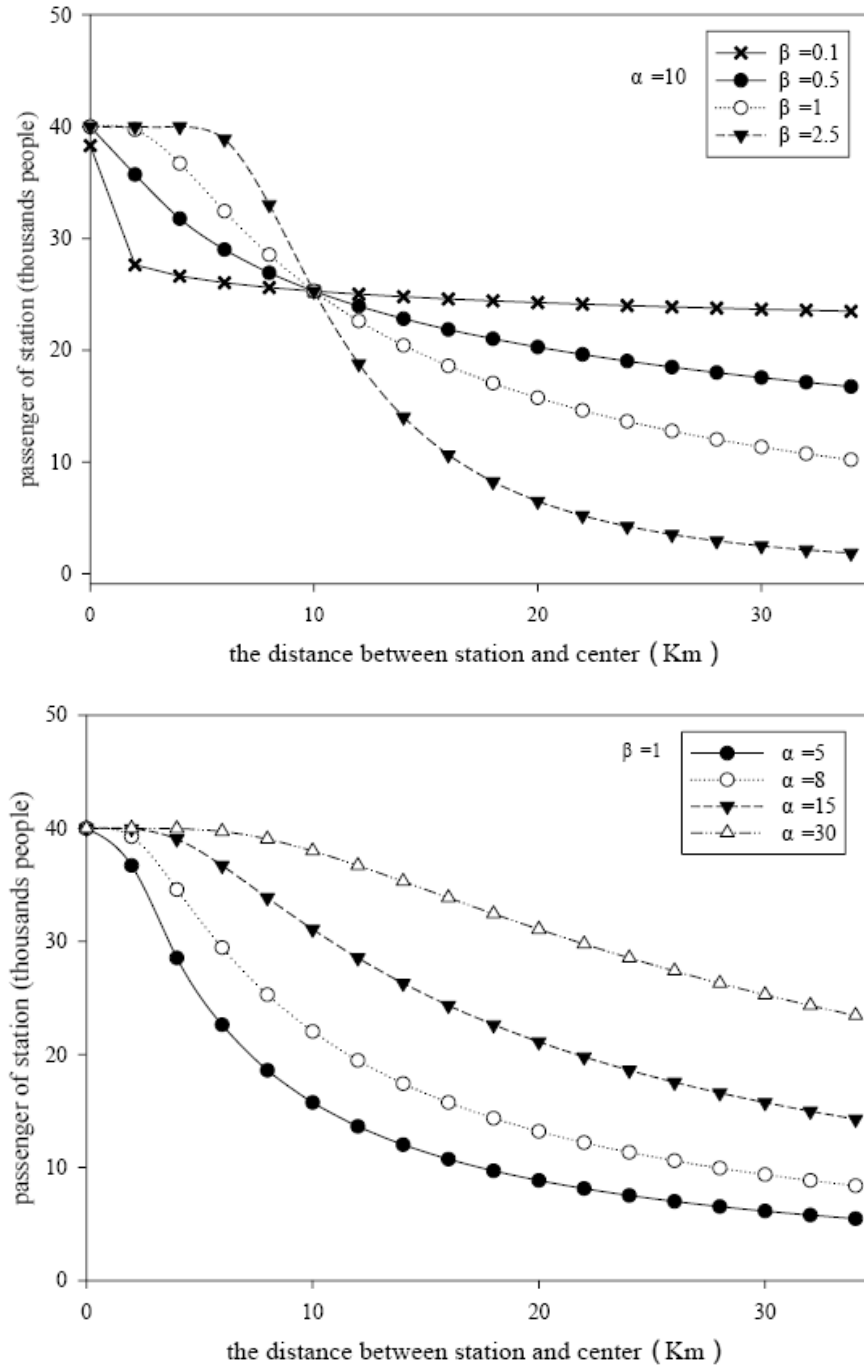 50
40
30
20
10
0
passenger of station (thousands people)
α =10
β =0.1
β =0.5
β =1
β =2.5
0 10 20 30
the distance between station and center ( Km )
50
40
30
20
10
0
passenger of station (thousands people)
β =1
α =5
α =8
α =15
α =30
0 10 20 30
the distance between station and center ( Km )